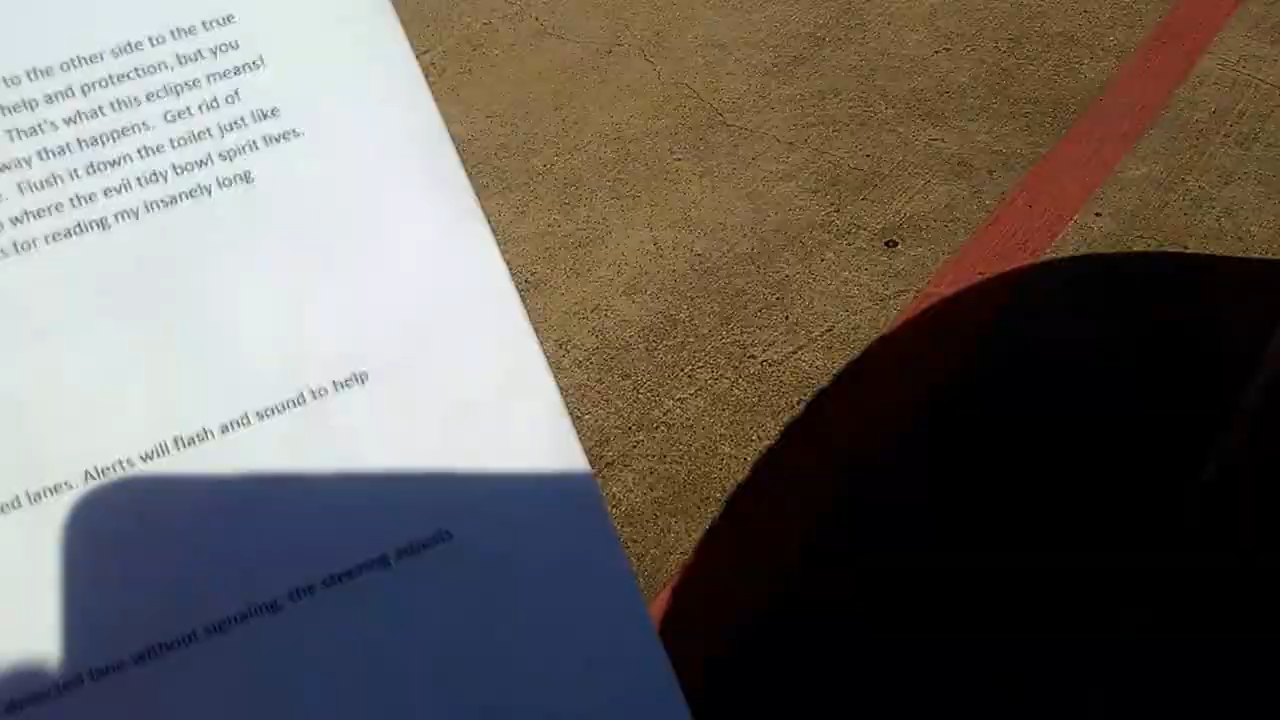 to the other side to the true
help and protection, but you
That's what this eclipse means!
way that happens. Get rid of
. Flush it down the toilet just like
where the evil tidy bowl spirit lives.
s for reading my insanely long
ed lanes. Alerts will flash and sound to help
detected lane without signaling, the steering assists